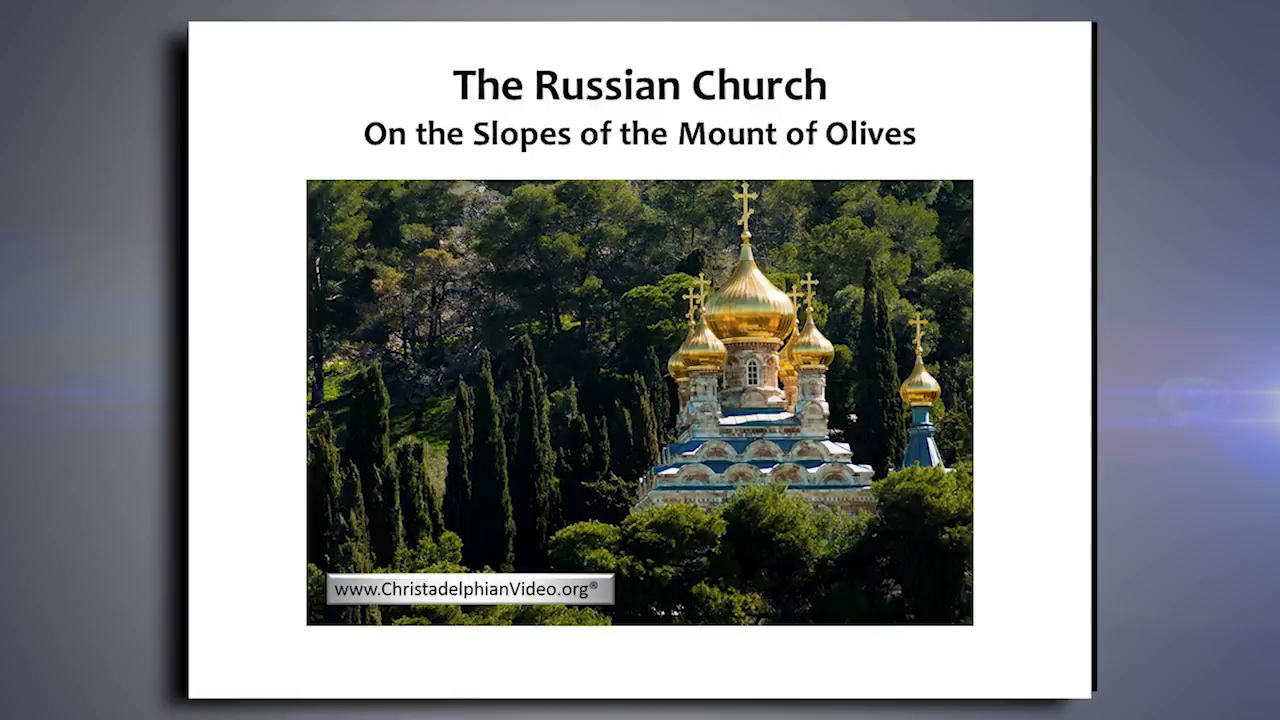 The Russian Church
On the Slopes of the Mount of Olives
www.ChristadelphianVideo.org®